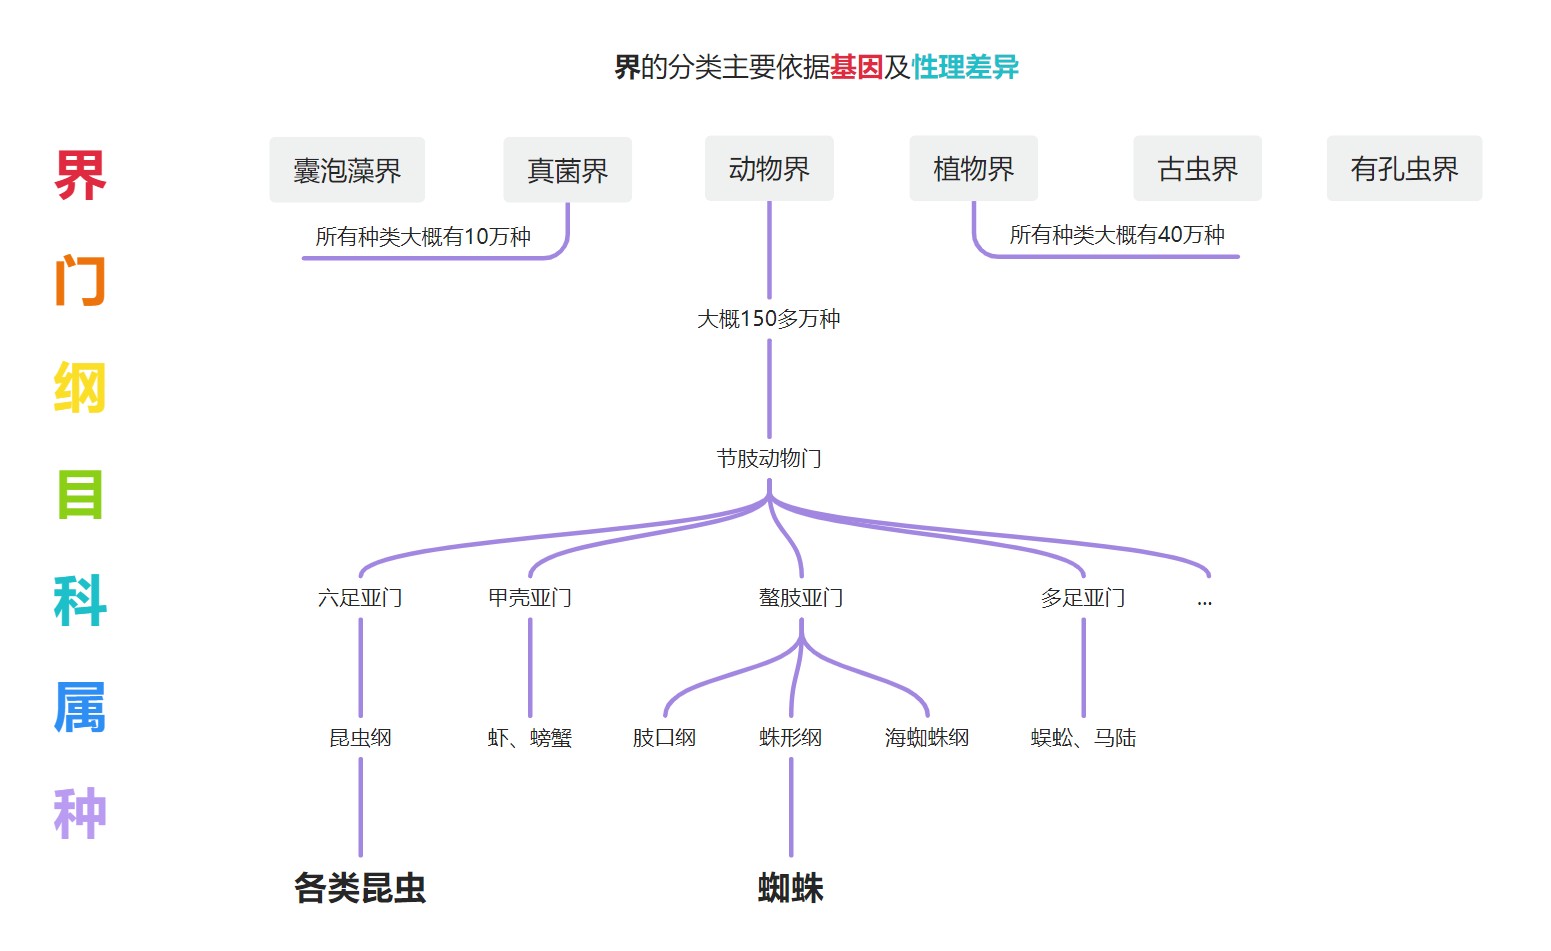 界的分类主要依据基因及性理差异
界
囊泡藻界
真菌界
动物界
植物界
古虫界
有孔虫界
所有种类大概有10万种
所有种类大概有40万种
门
大概150多万种
纲
节肢动物门
目
六足亚门
甲壳亚门
螯肢亚门
多足亚门
...
科
属
昆虫纲
虾、螃蟹
肢口纲
蛛形纲
海蜘蛛纲
蜈蚣、马陆
种
各类昆虫
蜘蛛